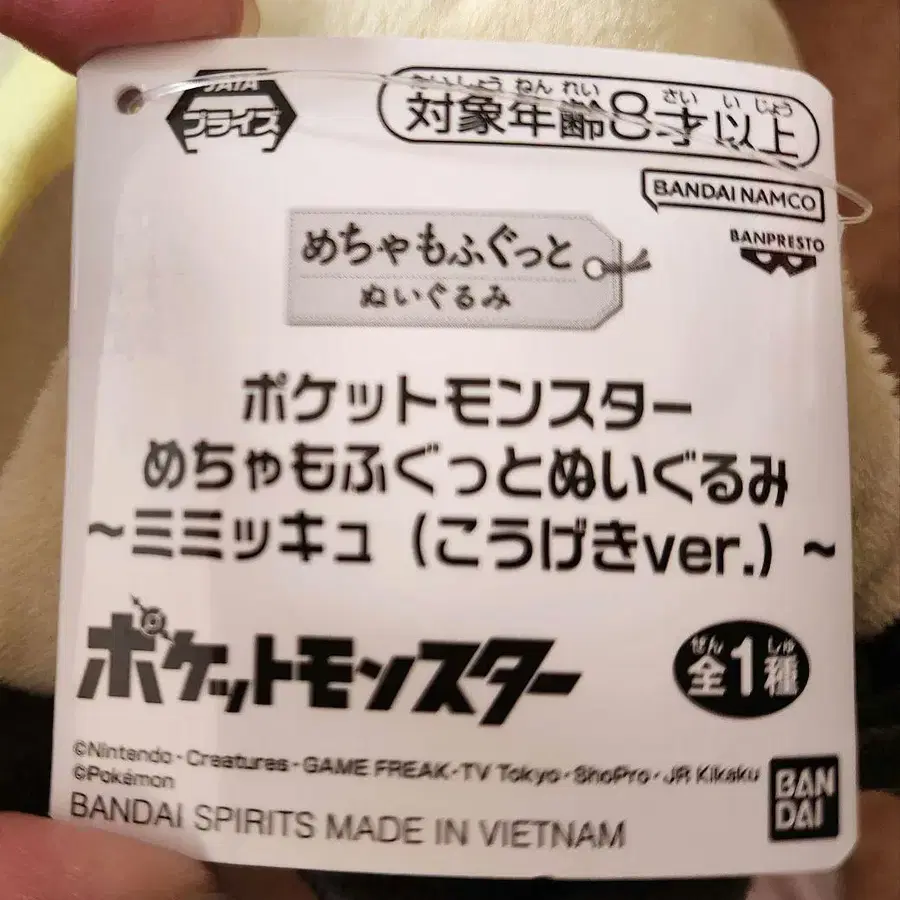 JAIA
プライズ
たいしょう ねん れい さい い じょう
対象年齢8才以上
BANDAI NAMCO
BANPRESTO
めちゃもふぐっと
ぬいぐるみ
ポケットモンスター
めちゃもふぐっとぬいぐるみ
~ミミッキュ（こうげきver.）~
ポケットモンスター
ぜん しゅ
全1種
©Nintendo・Creatures・GAME FREAK・TV Tokyo・ShoPro・JR Kikaku
©Pokémon
BANDAI SPIRITS MADE IN VIETNAM
BAN
DAI